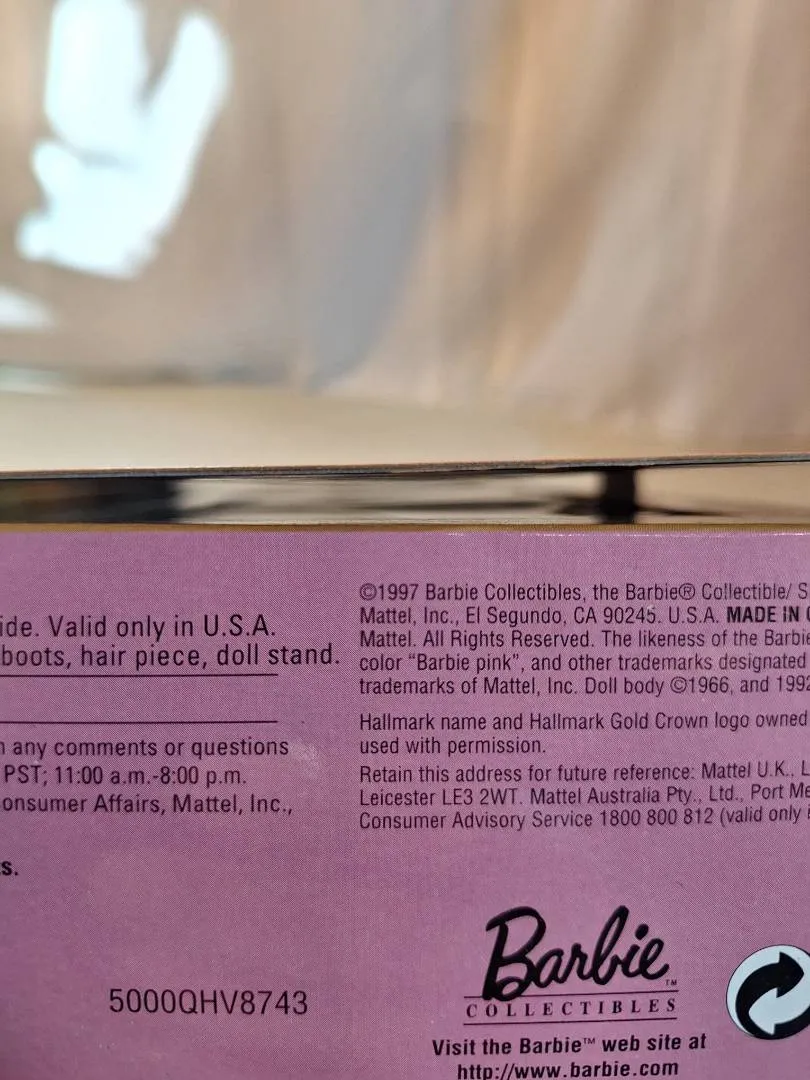 ide. Valid only in U.S.A.
boots, hair piece, doll stand.
any comments or questions
PST; 11:00 a.m.-8:00 p.m.
onsumer Affairs, Mattel, Inc.,
s.
5000QHV8743
©1997 Barbie Collectibles, the Barbie® Collectible/ S
Mattel, Inc., El Segundo, CA 90245. U.S.A. MADE IN
Mattel. All Rights Reserved. The likeness of the Barbie
color “Barbie pink”, and other trademarks designated
trademarks of Mattel, Inc. Doll body ©1966, and 1992
Hallmark name and Hallmark Gold Crown logo owned
used with permission.
Retain this address for future reference: Mattel U.K., L
Leicester LE3 2WT. Mattel Australia Pty., Ltd., Port Me
Consumer Advisory Service 1800 800 812 (valid only
Barbie™
COLLECTIBLES
Visit the Barbie™ web site at
http://www.barbie.com